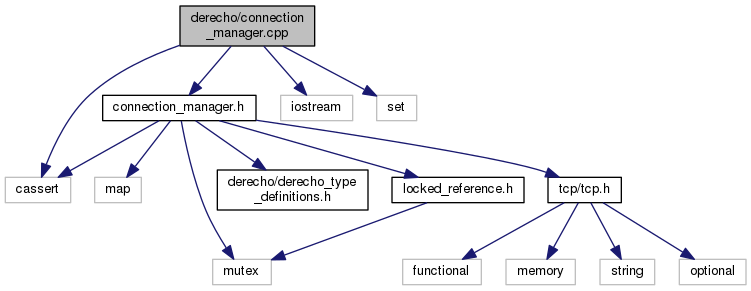 derecho/connection
_manager.cpp
connection_manager.h
iostream
set
cassert
map
derecho/derecho_type
_definitions.h
locked_reference.h
tcp/tcp.h
mutex
functional
memory
string
optional